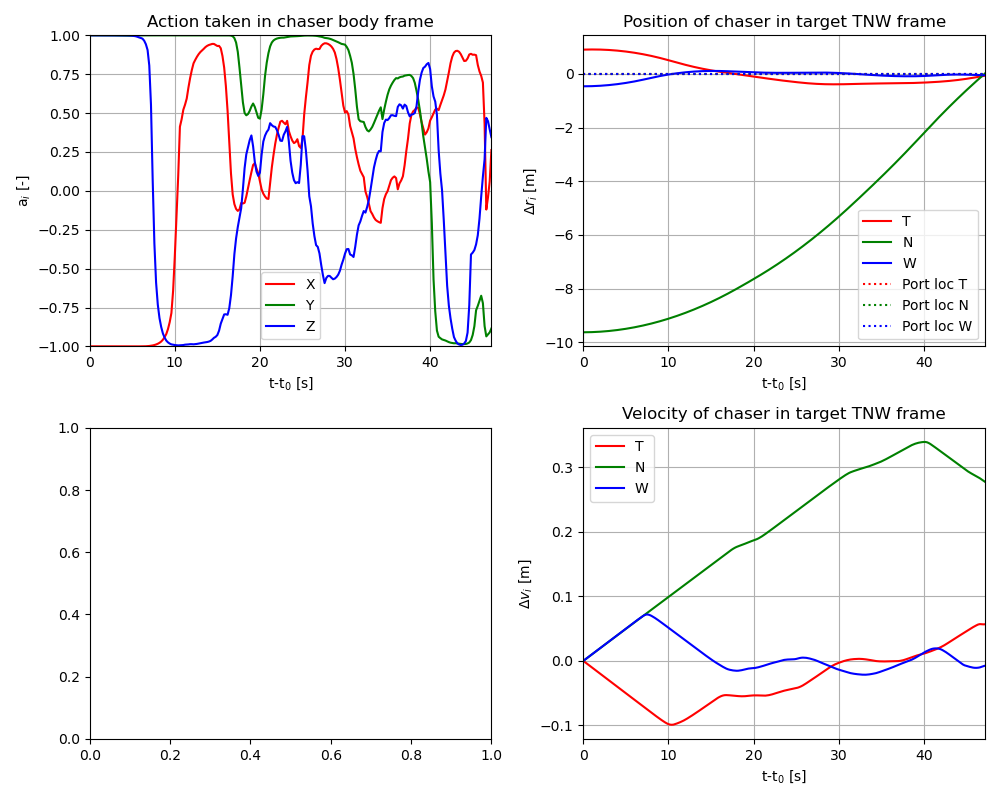 Action taken in chaser body frame
1.00
0.75
0.50
0.25
0.00
−0.25
−0.50
−0.75
−1.00
aᵢ [-]
X
Y
Z
0 10 20 30 40
t-t₀ [s]
Position of chaser in target TNW frame
0
−2
−4
−6
−8
−10
Δrᵢ [m]
T
N
W
Port loc T
Port loc N
Port loc W
0 10 20 30 40
t-t₀ [s]
1.0
0.8
0.6
0.4
0.2
0.0
0.0 0.2 0.4 0.6 0.8 1.0
Velocity of chaser in target TNW frame
T
N
W
0.3
0.2
0.1
0.0
−0.1
Δvᵢ [m]
0 10 20 30 40
t-t₀ [s]